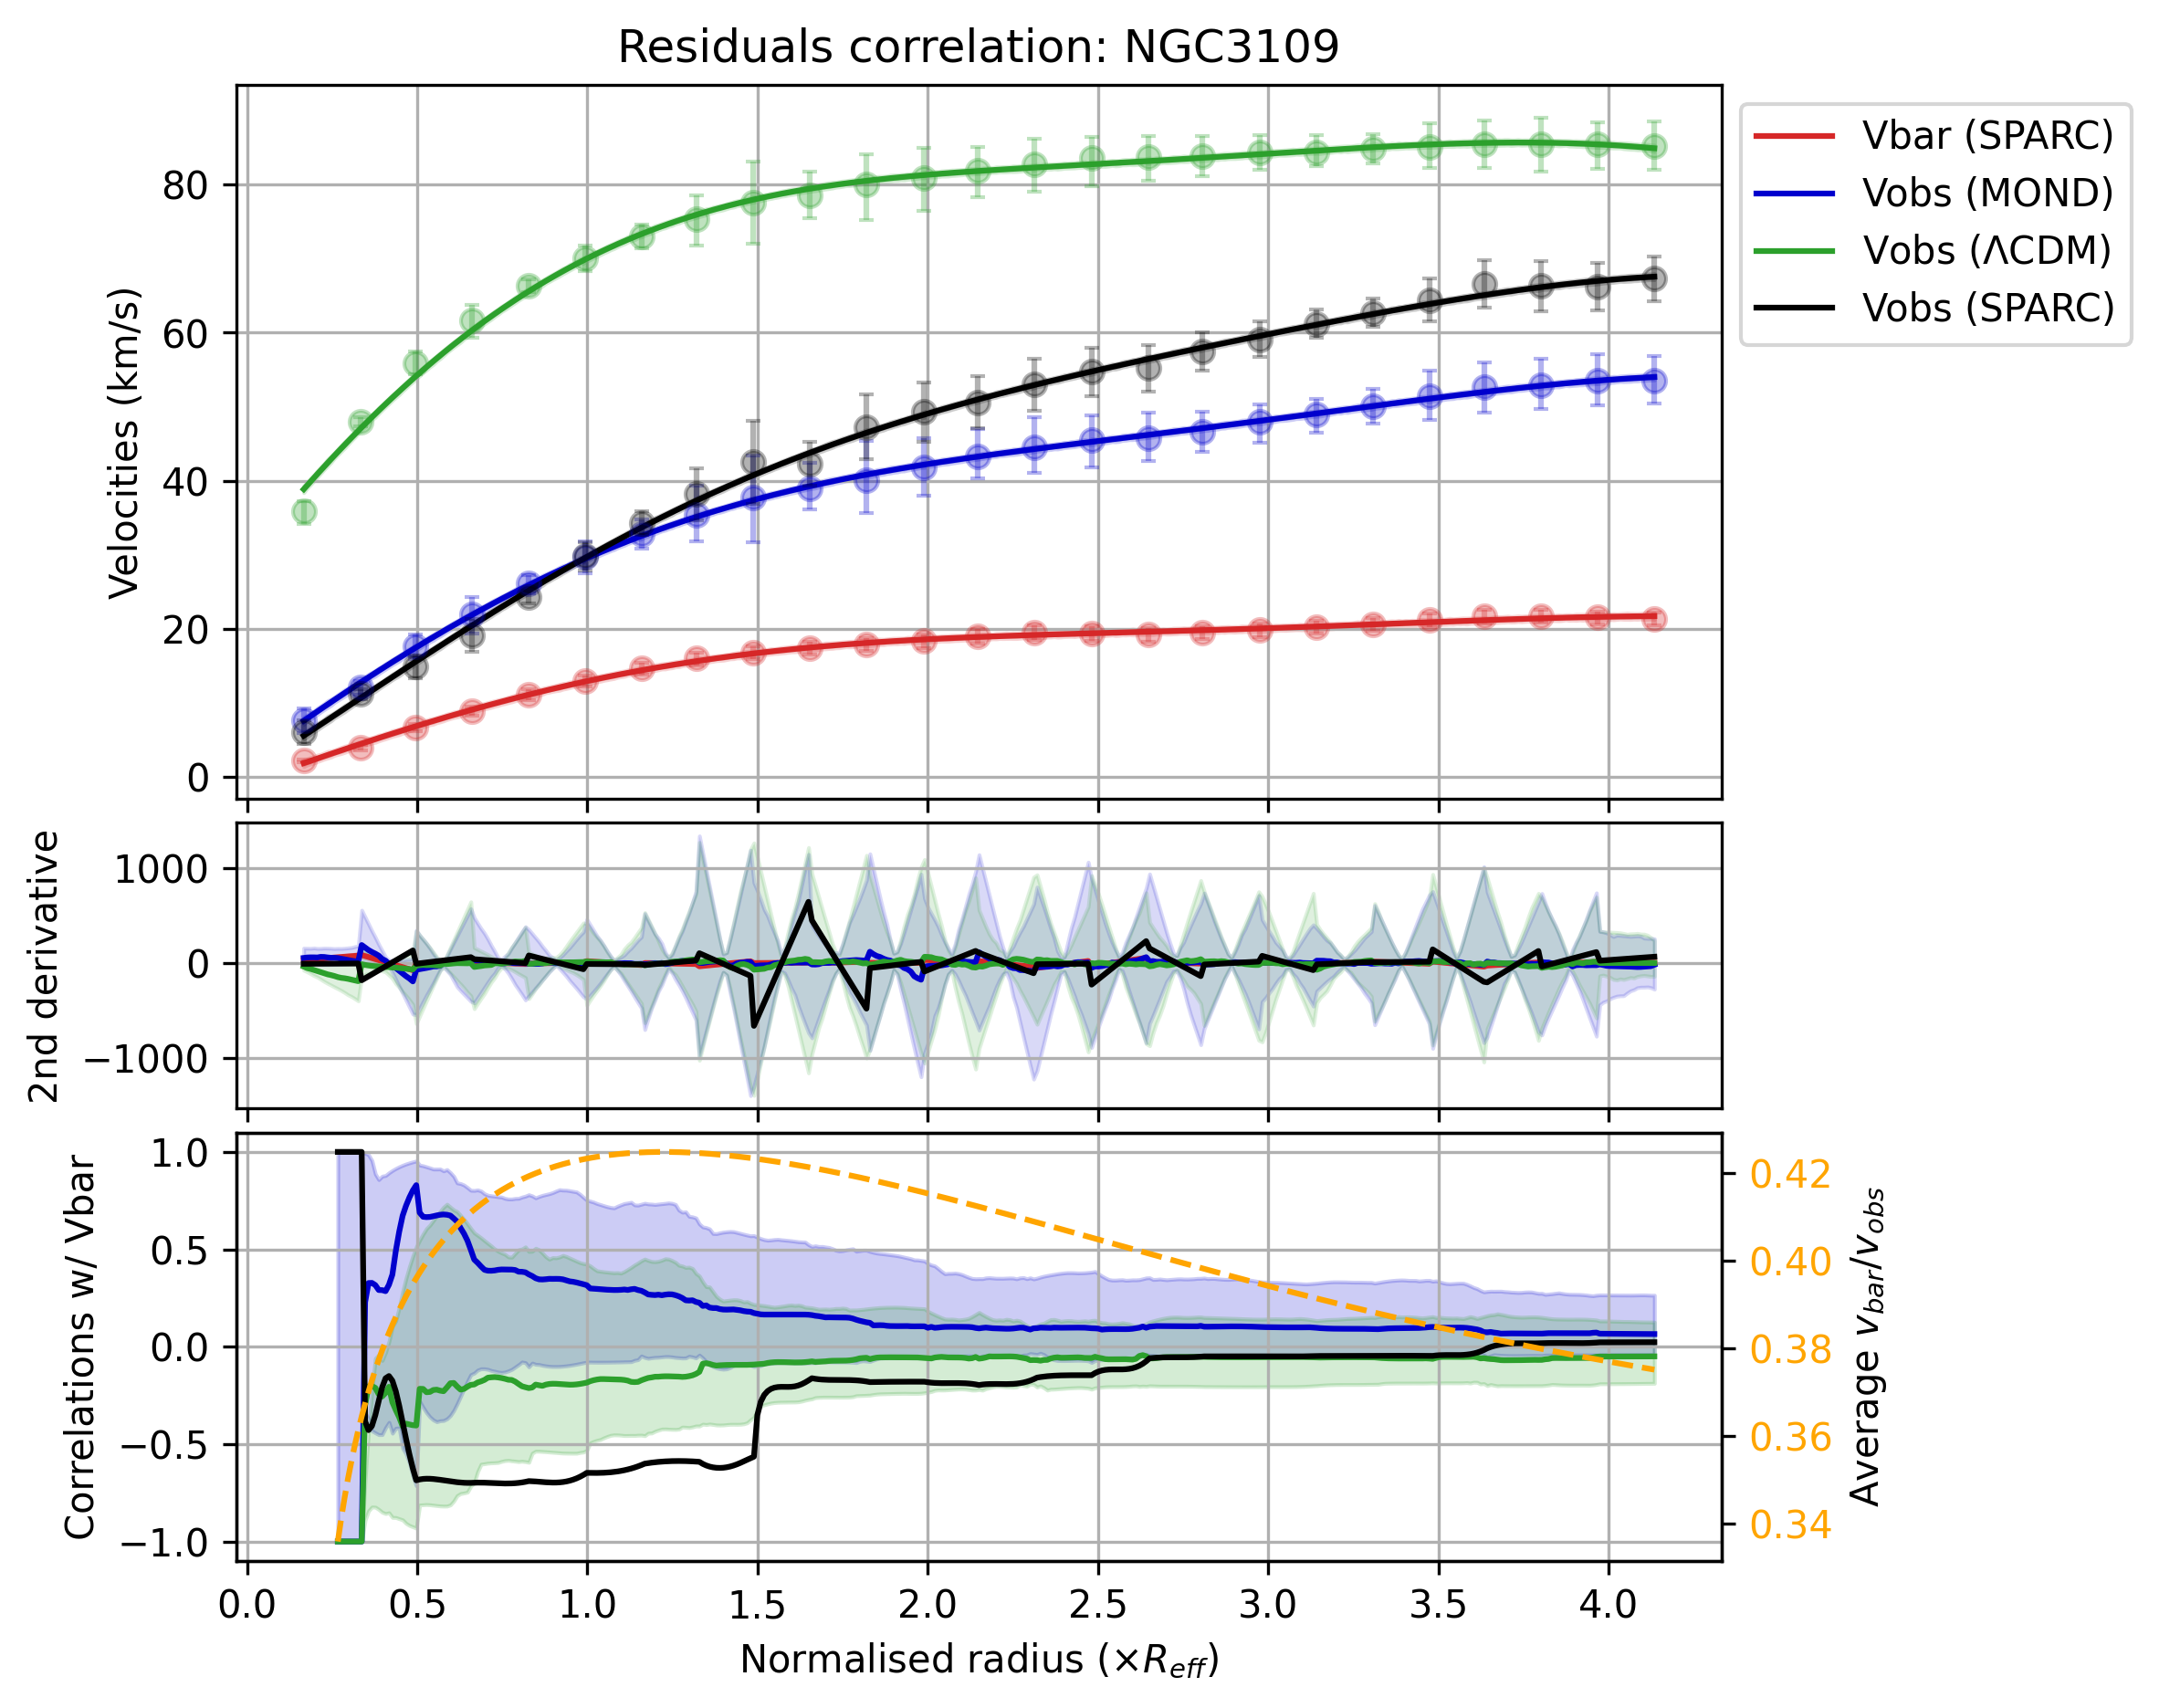 Residuals correlation: NGC3109
Vbar (SPARC)
Vobs (MOND)
Vobs (ΛCDM)
Vobs (SPARC)
Velocities (km/s)
80
60
40
20
0
2nd derivative
1000
0
−1000
Correlations w/ Vbar
1.0
0.5
0.0
−0.5
−1.0
0.42
0.40
0.38
0.36
0.34
Average v_bar/v_obs
0.0 0.5 1.0 1.5 2.0 2.5 3.0 3.5 4.0
Normalised radius (×R_eff)